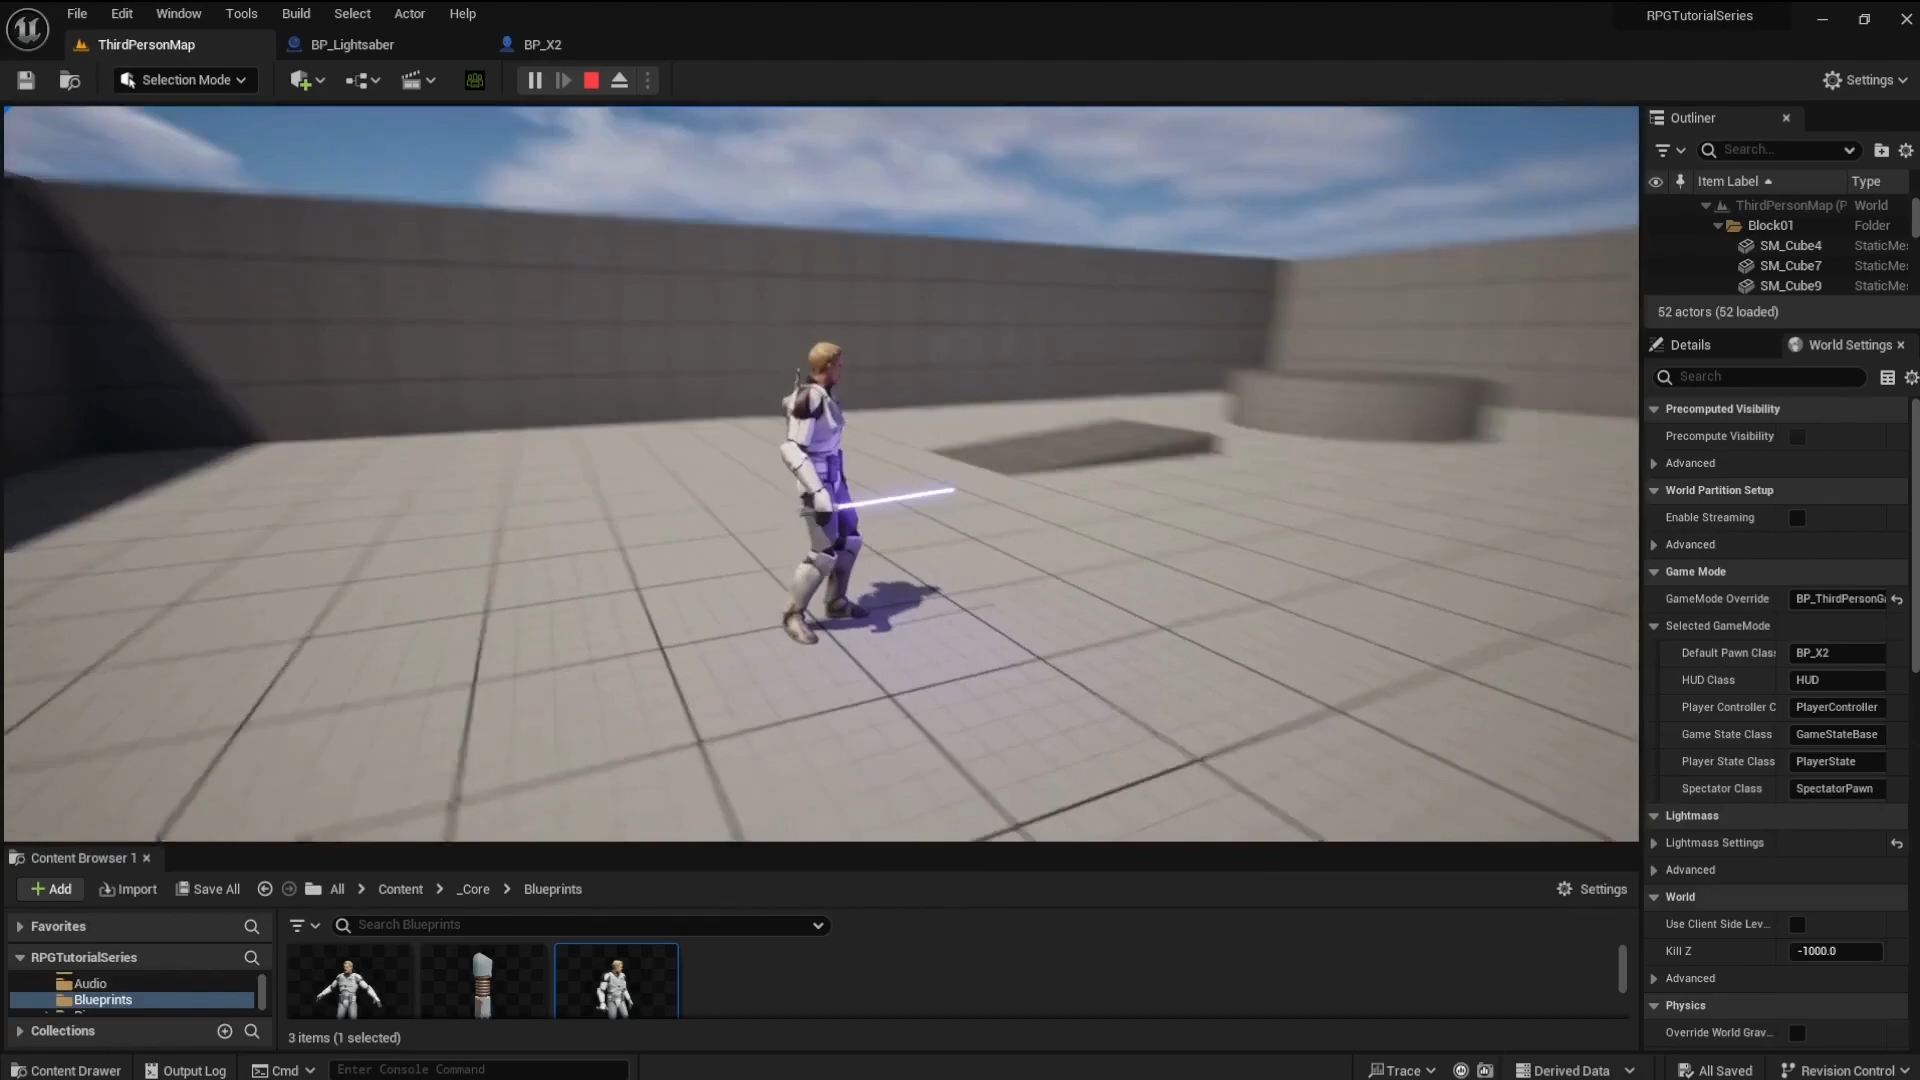 File Edit Window Tools Build Select Actor Help
RPGTutorialSeries
ThirdPersonMap
BP_Lightsaber
BP_X2
Selection Mode
Settings
Outliner
Search...
Item Label
Type
ThirdPersonMap (P World
Block01 Folder
SM_Cube4 StaticMe
SM_Cube7 StaticMe
SM_Cube9 StaticMe
52 actors (52 loaded)
Details
World Settings
Search
Precomputed Visibility
Precompute Visibility
Advanced
World Partition Setup
Enable Streaming
Advanced
Game Mode
GameMode Override BP_ThirdPersonGa
Selected GameMode
Default Pawn Clas BP_X2
HUD Class HUD
Player Controller C PlayerController
Game State Class GameStateBase
Player State Class PlayerState
Spectator Class SpectatorPawn
Lightmass
Lightmass Settings
Advanced
World
Use Client Side Lev...
Kill Z -1000.0
Advanced
Physics
Override World Grav...
Content Browser 1
Add Import Save All All > Content > _Core > Blueprints Settings
Favorites
Search Blueprints
RPGTutorialSeries
Audio
Blueprints
Collections
3 items (1 selected)
Content Drawer Output Log Cmd Enter Console Command Trace Derived Data All Saved Revision Control